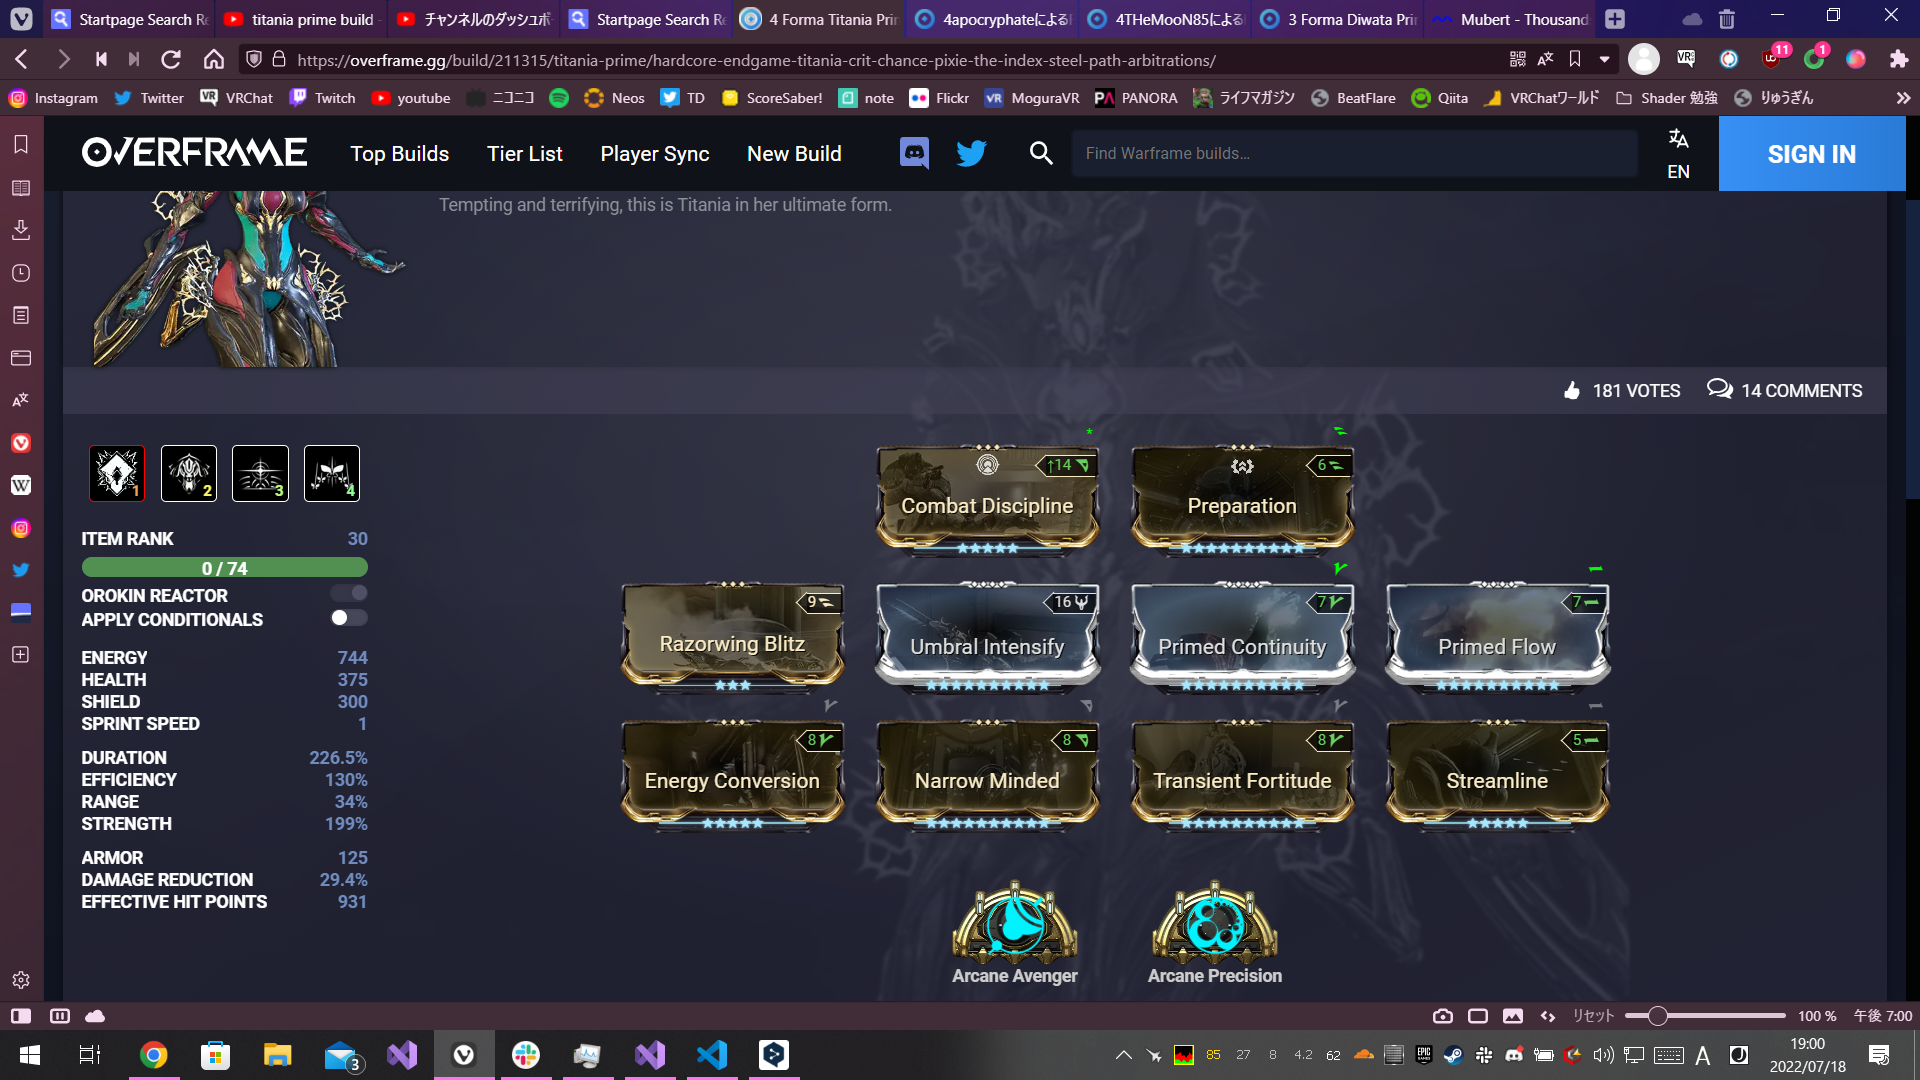 Startpage Search Re
titania prime build -
チャンネルのダッシュボ
Startpage Search Re
4 Forma Titania Prin
4apocryphateによる
4THeMooN85による
3 Forma Diwata Prin
Mubert - Thousands
https://overframe.gg/build/211315/titania-prime/hardcore-endgame-titania-crit-chance-pixie-the-index-steel-path-arbitrations/
11
1
Instagram
Twitter
VRChat
Twitch
youtube
ニコニコ
Neos
TD
ScoreSaber!
note
Flickr
MoguraVR
PANORA
ライフマガジン
BeatFlare
Qiita
VRChatワールド
Shader 勉強
りゅうぎん
OVERFRAME
Top Builds
Tier List
Player Sync
New Build
Find Warframe builds...
EN
SIGN IN
Tempting and terrifying, this is Titania in her ultimate form.
181 VOTES
14 COMMENTS
1
2
3
4
ITEM RANK 30
0 / 74
OROKIN REACTOR
APPLY CONDITIONALS
ENERGY 744
HEALTH 375
SHIELD 300
SPRINT SPEED 1
DURATION 226.5%
EFFICIENCY 130%
RANGE 34%
STRENGTH 199%
ARMOR 125
DAMAGE REDUCTION 29.4%
EFFECTIVE HIT POINTS 931
↑14
Combat Discipline
6
Preparation
9
Razorwing Blitz
16
Umbral Intensify
7
Primed Continuity
7
Primed Flow
8
Energy Conversion
8
Narrow Minded
8
Transient Fortitude
5
Streamline
Arcane Avenger
Arcane Precision
リセット
100 %
午後 7:00
3
85
27
8
4.2
62
A
19:00
2022/07/18